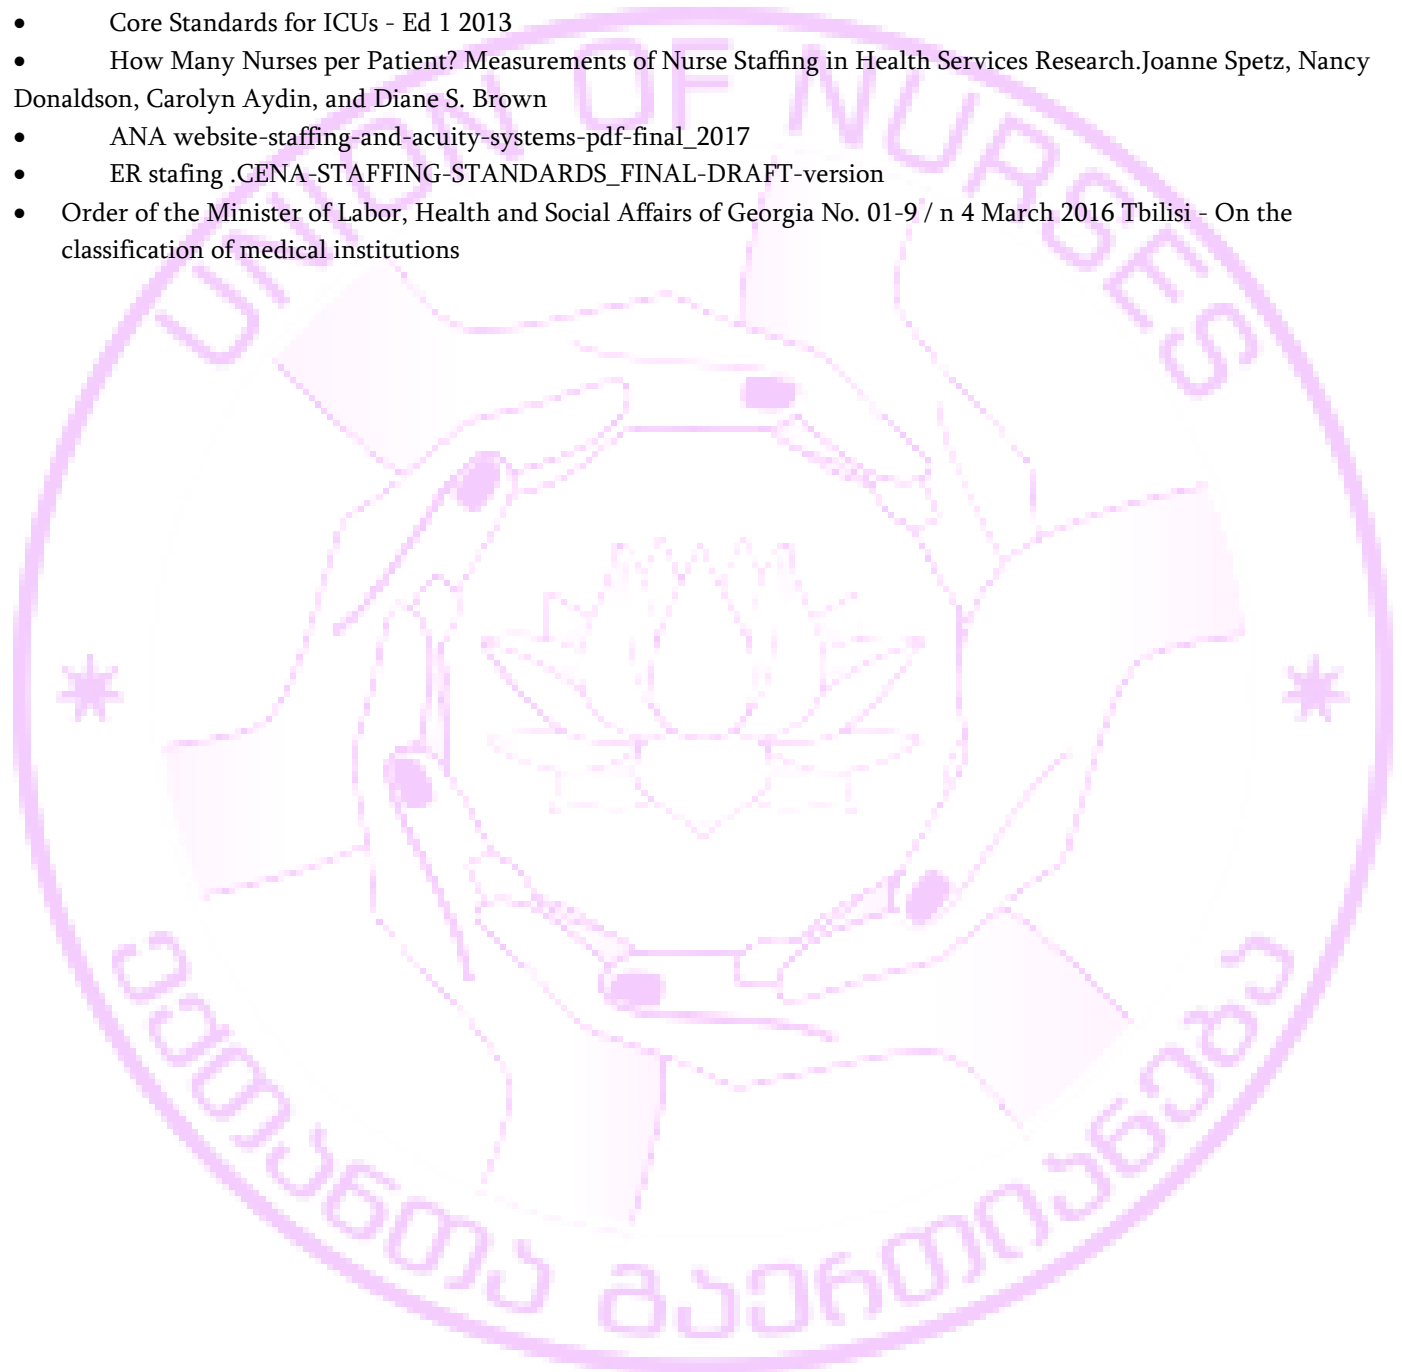 • Core Standards for ICUs - Ed 1 2013
• How Many Nurses per Patient? Measurements of Nurse Staffing in Health Services Research.Joanne Spetz, Nancy
Donaldson, Carolyn Aydin, and Diane S. Brown
• ANA website-staffing-and-acuity-systems-pdf-final_2017
• ER stafing .CENA-STAFFING-STANDARDS_FINAL-DRAFT-version
• Order of the Minister of Labor, Health and Social Affairs of Georgia No. 01-9 / n 4 March 2016 Tbilisi - On the
classification of medical institutions
UNION OF NURSES
ექთანთა გაერთიანება